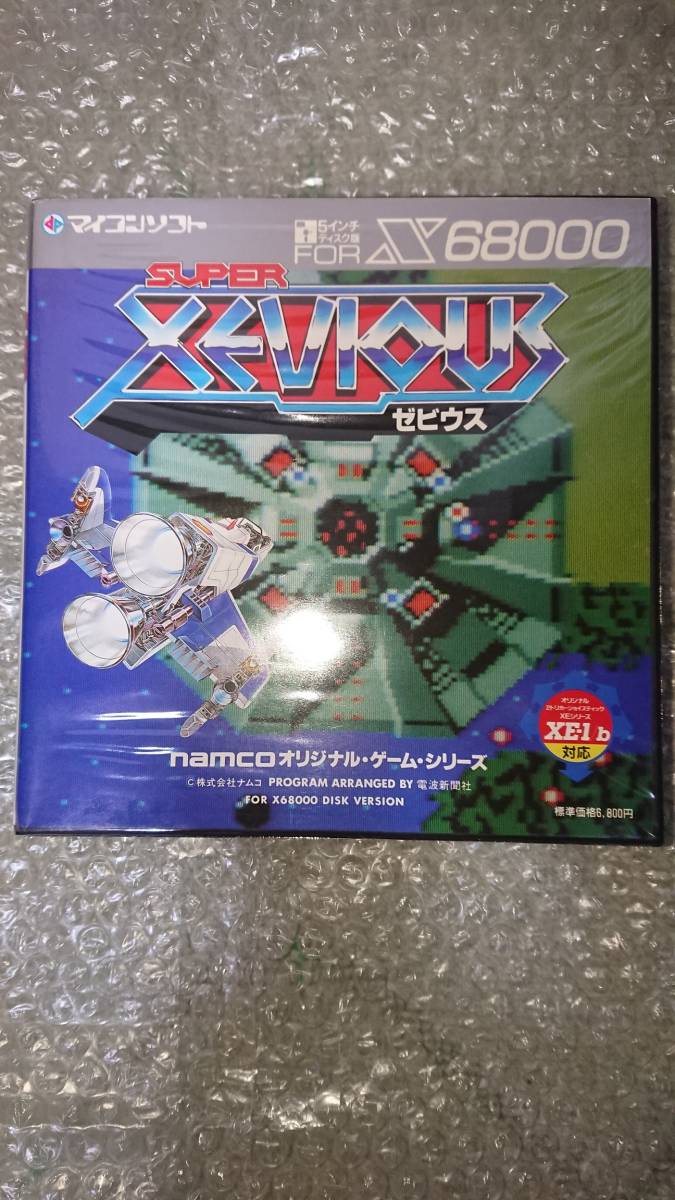 マイコンソフト
5インチ
ディスク版
FOR X68000
SUPER
XEVIOUS
ゼビウス
オリジナル
2トリガージョイスティック
XEシリーズ
XE-1 b
対応
namcoオリジナル・ゲーム・シリーズ
©株式会社ナムコ PROGRAM ARRANGED BY 電波新聞社
FOR X68000 DISK VERSION
標準価格6,800円